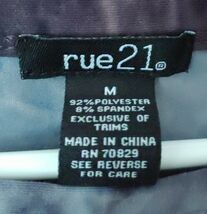 rue21®
M
92% POLYESTER
8% SPANDEX
EXCLUSIVE OF
TRIMS
MADE IN CHINA
RN 70829
SEE REVERSE
FOR CARE